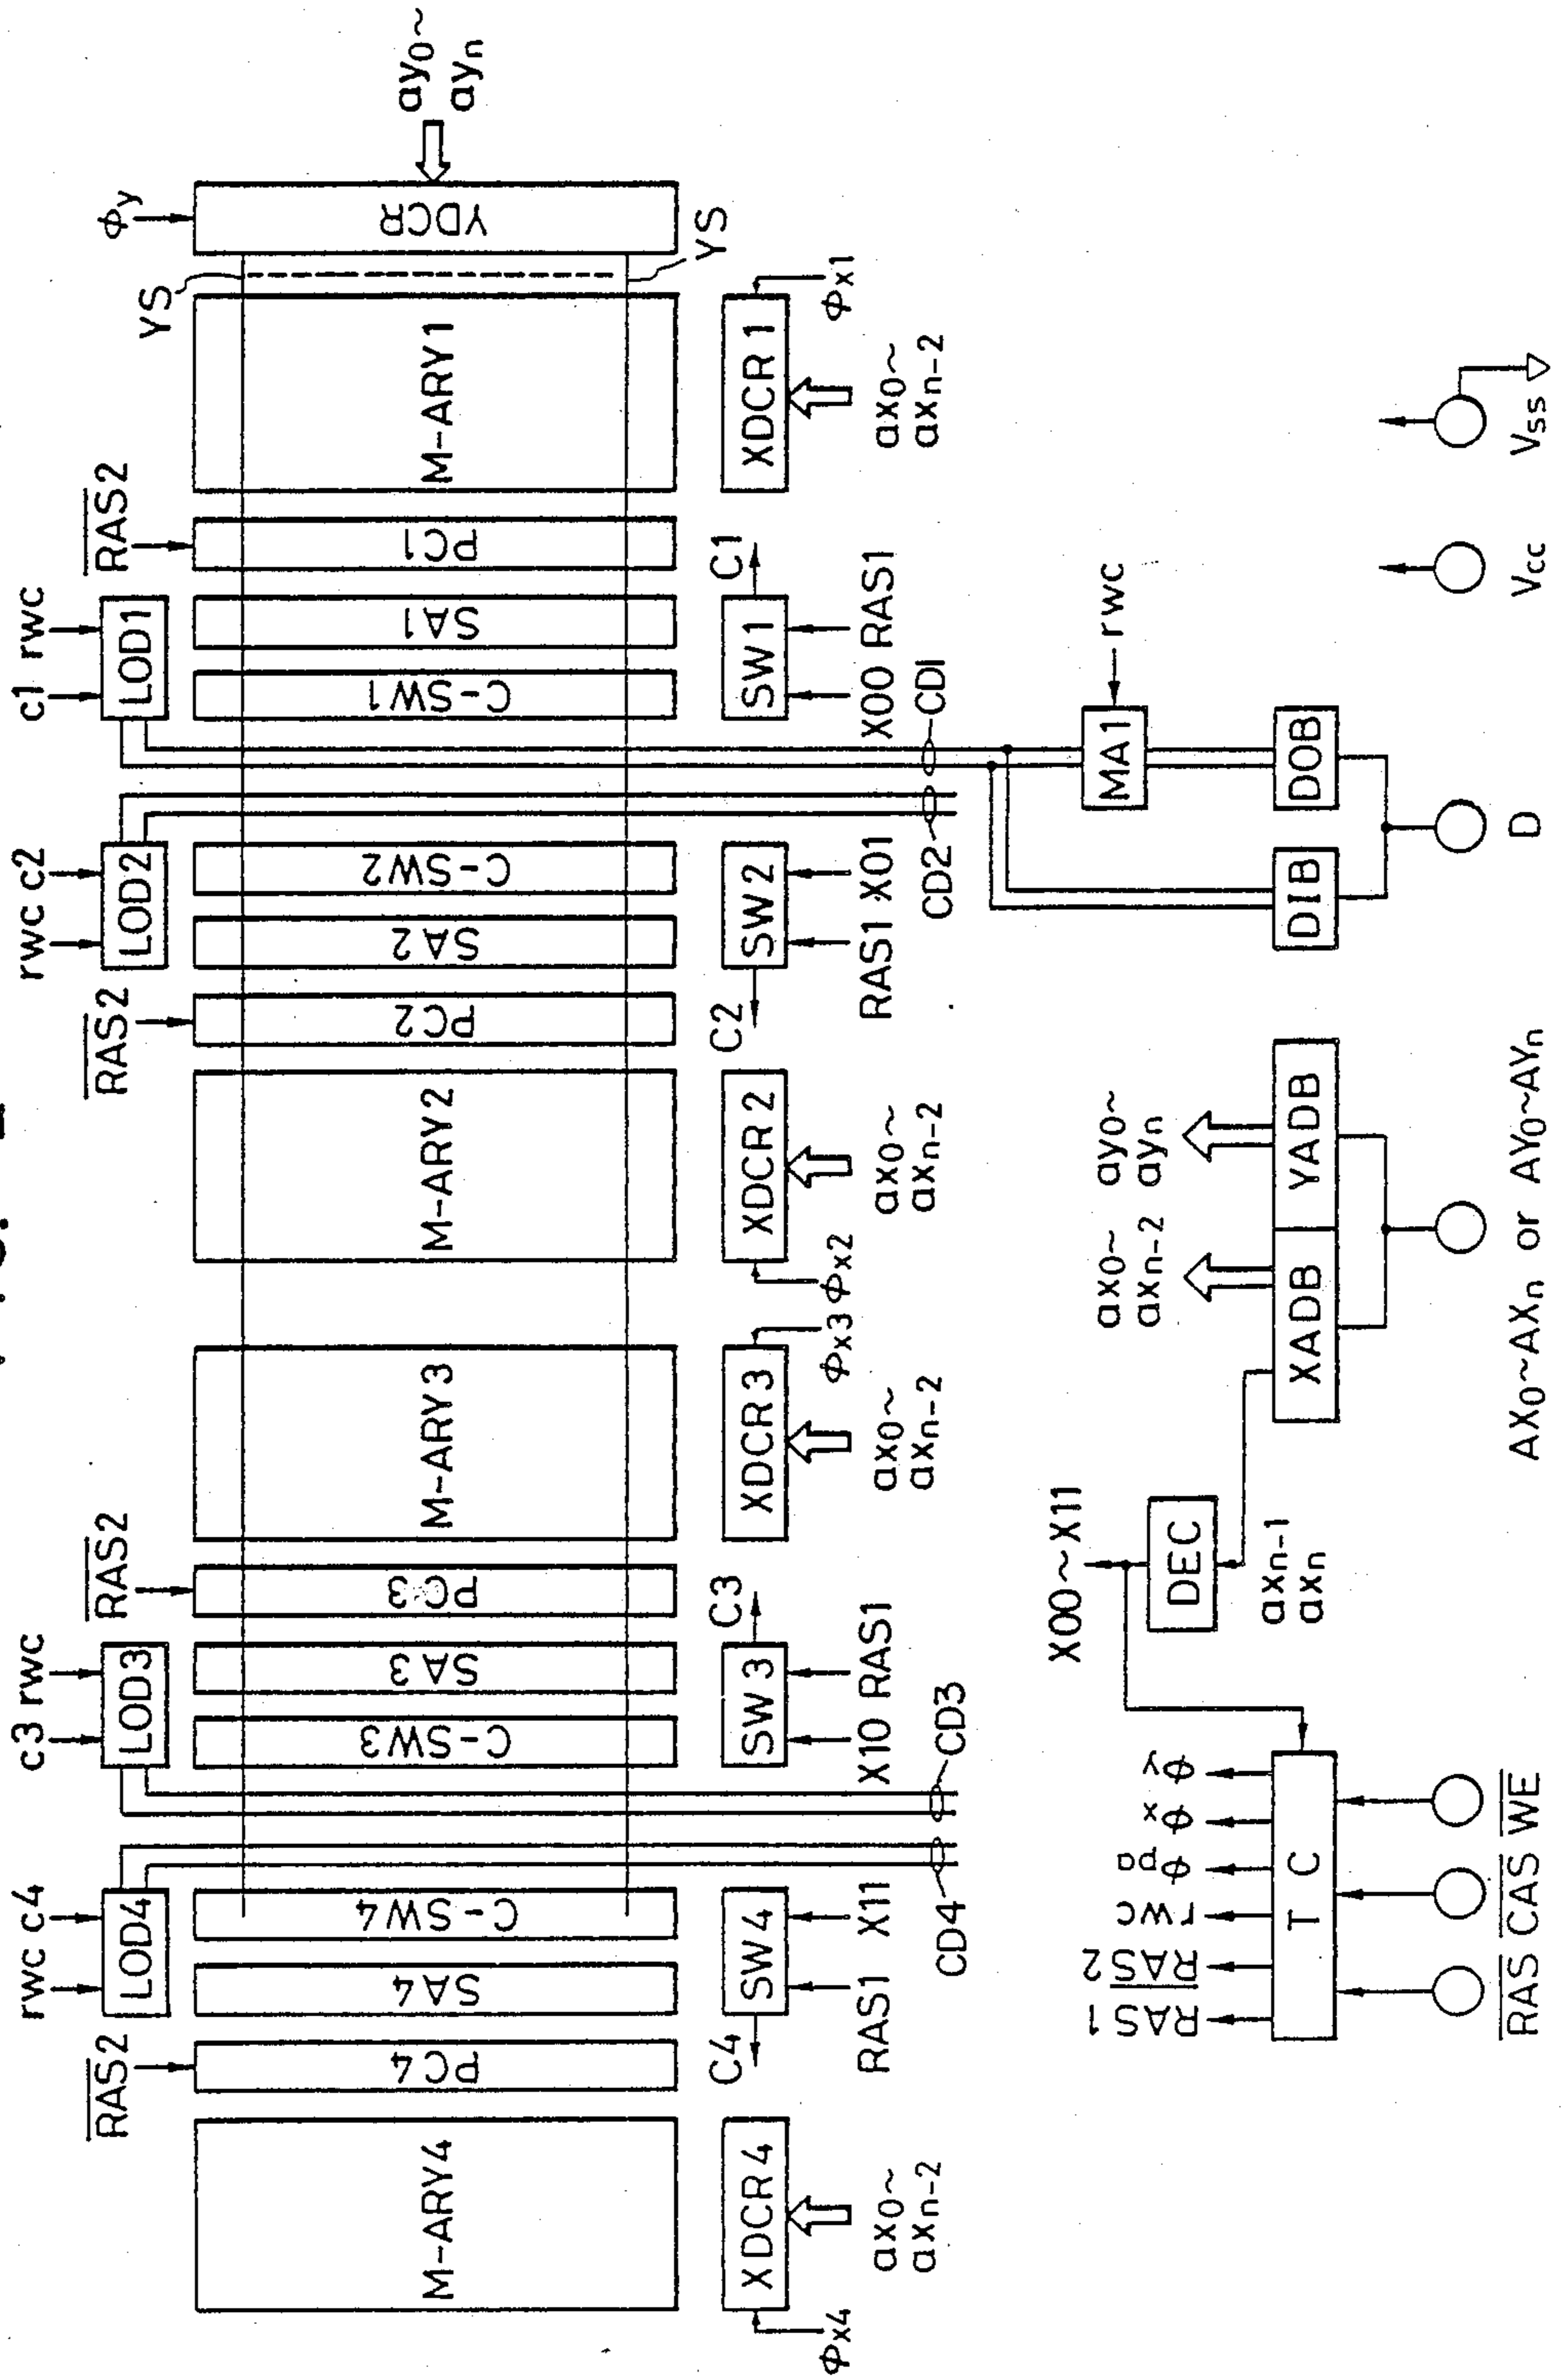 RAS2
rwc c4
c3 rwc
RAS2
RAS2
rwc c2
c1 rwc
RAS2
ϕy
LOD4
LOD3
LOD2
LOD1
YS
M-ARY4
PC4
SA4
C-SW4
C-SW3
SA3
PC3
M-ARY3
M-ARY2
PC2
SA2
C-SW2
C-SW1
SA1
PC1
M-ARY1
YDCR
ay0~
ayn
YS
XDCR4
C4
SW4
SW3
C3
XDCR3
XDCR2
C2
SW2
SW1
C1
XDCR1
ϕx4
ax0~
axn-2
RAS1 X11
X10 RAS1
ax0~
axn-2
ϕx3
ϕx2
ax0~
axn-2
RAS1 X01
X00 RAS1
ax0~
axn-2
ϕx1
CD4
CD3
CD2
CD1
X00~X11
DEC
axn-1
axn
ax0~
axn-2
ay0~
ayn
MA1
rwc
RAS1
RAS2
rwc
ϕpa
ϕx
ϕy
T C
XADB
YADB
DIB
DOB
RAS CAS WE
AX0~AXn or AY0~AYn
D
Vcc
Vss